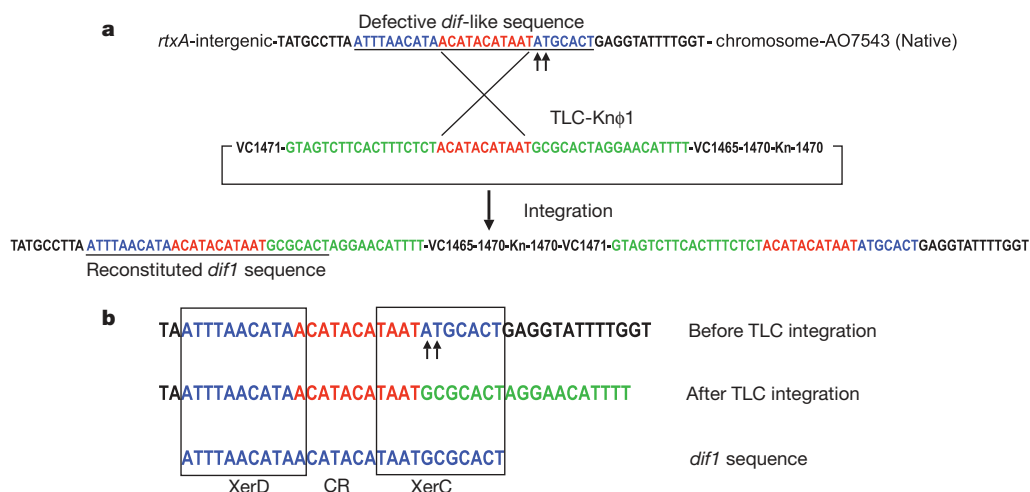 a
Defective dif-like sequence
rtxA-intergenic-TATGCCTTAATTTAACATAACATACATAATATGCACTGAGGTATTTTGGT- chromosome-AO7543 (Native)
TLC-Knϕ1
VC1471-GTAGTCTTCACTTTCTCTACATACATAATGCGCACTAGGAACATTTT-VC1465-1470-Kn-1470
Integration
TATGCCTTA ATTTAACATAACATACATAATGCGCACTAGGAACATTTT-VC1465-1470-Kn-1470-VC1471-GTAGTCTTCACTTTCTCTACATACATAATATGCACTGAGGTATTTTGGT
Reconstituted dif1 sequence
b
TAATTTAACATAACATACATAATATGCACTGAGGTATTTTGGT Before TLC integration
TAATTTAACATAACATACATAATGCGCACTAGGAACATTTT After TLC integration
ATTTAACATAACATACATAATGCGCACT dif1 sequence
XerD CR XerC